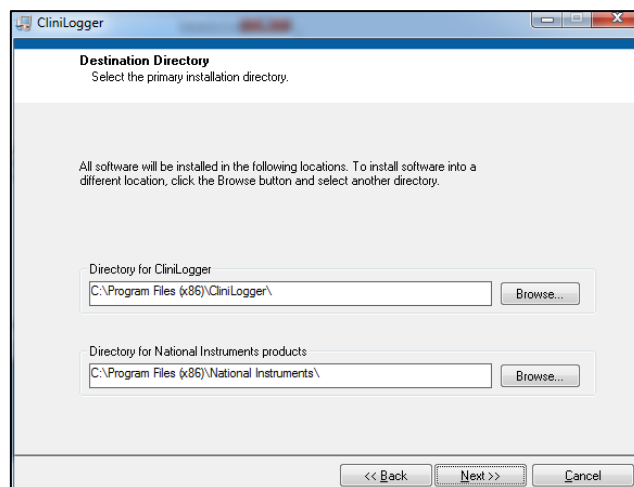 CliniLogger
Destination Directory
Select the primary installation directory.
All software will be installed in the following locations. To install software into a
different location, click the Browse button and select another directory.
Directory for CliniLogger
C:\Program Files (x86)\CliniLogger\
Browse...
Directory for National Instruments products
C:\Program Files (x86)\National Instruments\
Browse...
<< Back
Next >>
Cancel